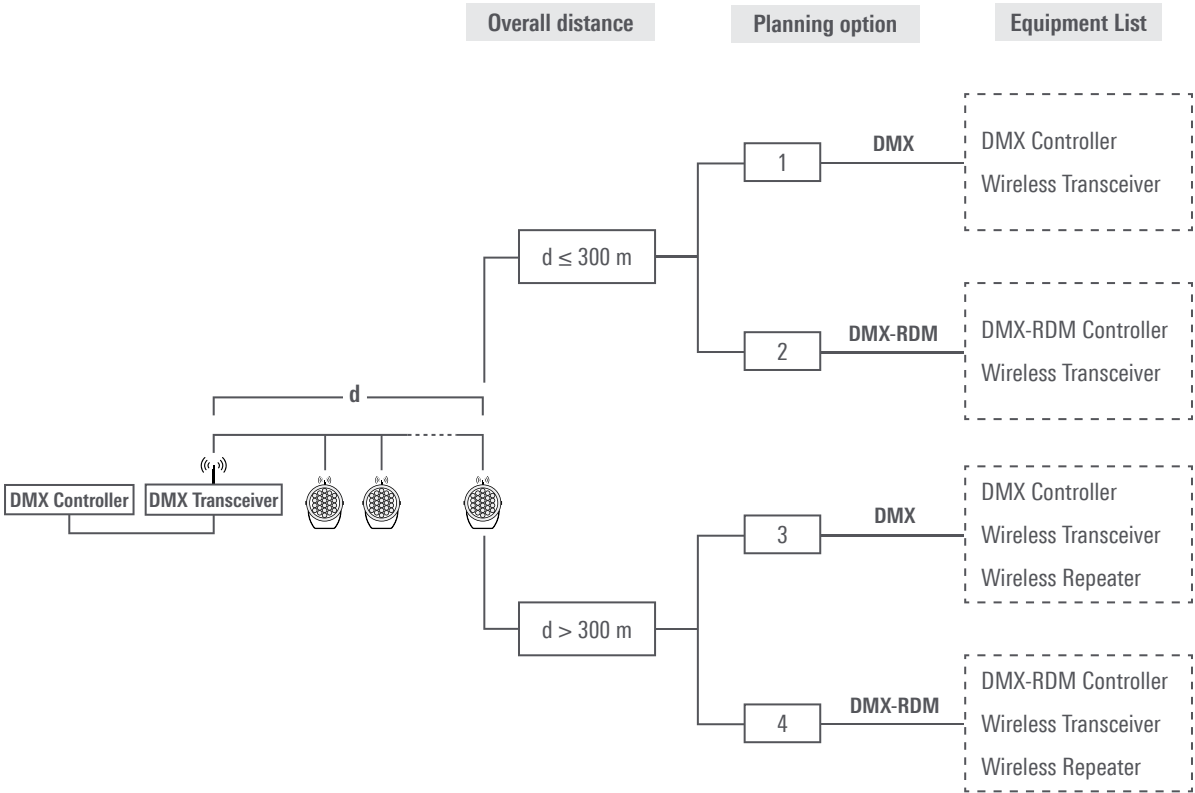 Overall distance
Planning option
Equipment List
DMX
DMX Controller
1
Wireless Transceiver
d ≤ 300 m
DMX-RDM
DMX-RDM Controller
2
Wireless Transceiver
d
DMX Controller
DMX Transceiver
DMX
DMX Controller
3
Wireless Transceiver
Wireless Repeater
d > 300 m
DMX-RDM
DMX-RDM Controller
4
Wireless Transceiver
Wireless Repeater